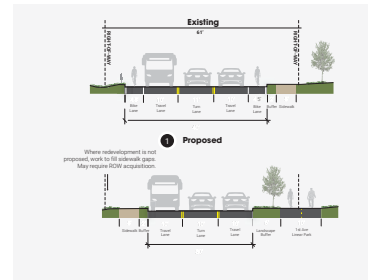 Existing
61'
RIGHT-OF-WAY
RIGHT-OF-WAY
Bike Lane
Travel Lane
Turn Lane
Travel Lane
Bike Lane
Buffer
Sidewalk
1 Proposed
Where redevelopment is not
proposed, work to fill sidewalk gaps.
May require ROW acquisition.
Sidewalk
Buffer
Travel Lane
Turn Lane
Travel Lane
Landscape Buffer
Linear Park